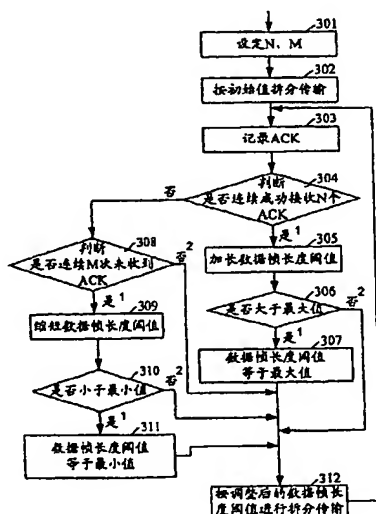 301
设定N、M
302
按初始值拆分传输
303
记录ACK
304
判断
是否连续成功接收N个
ACK
否
是1
305
加长数据帧长度阀值
306
是否大于最大值
否2
是1
307
数据帧长度阀值
等于最大值
308
判断
是否连续M次未收到
ACK
否2
是1
309
缩短数据帧长度阀值
310
是否小于最小值
否2
是1
311
数据帧长度阀值
等于最小值
312
按调整后的数据帧长
度阀值进行拆分传输